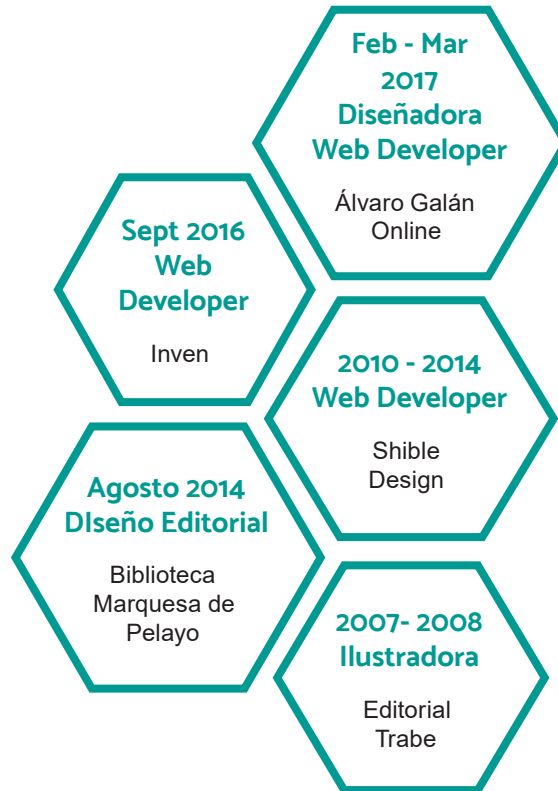 Feb - Mar
2017
Diseñadora
Web Developer
Álvaro Galán
Online
Sept 2016
Web
Developer
Inven
2010 - 2014
Web Developer
Shible
Design
Agosto 2014
DIseño Editorial
Biblioteca
Marquesa de
Pelayo
2007- 2008
Ilustradora
Editorial
Trabe